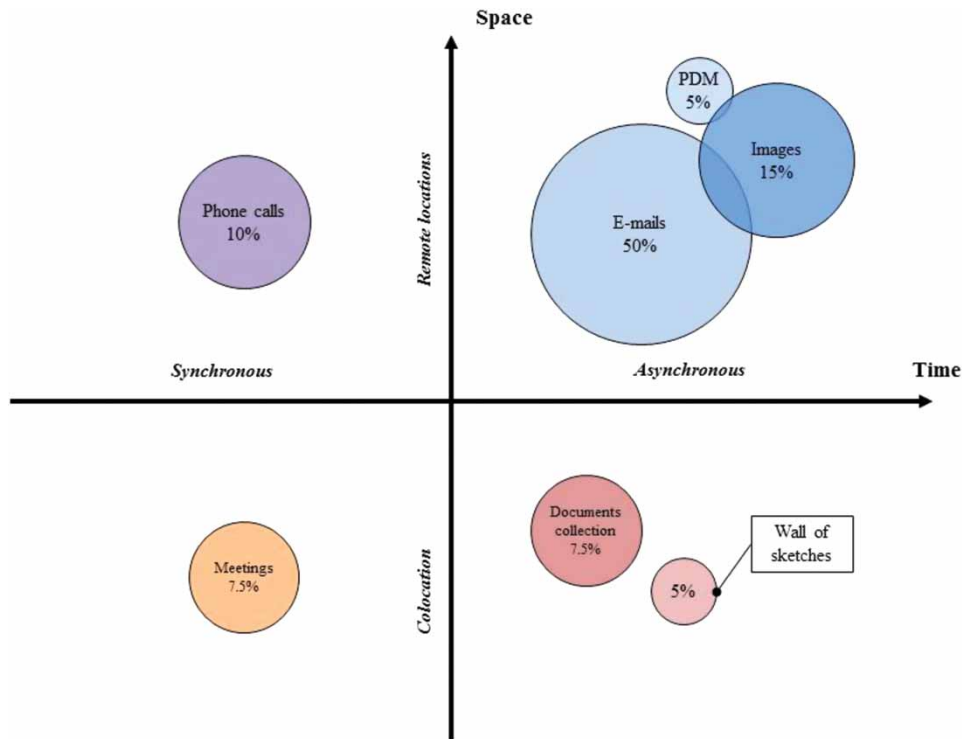 Space
PDM
5%
Images
15%
Phone calls
10%
E-mails
50%
Remote locations
Synchronous
Asynchronous
Time
Documents
collection
7.5%
Wall of
sketches
Meetings
7.5%
5%
Colocation